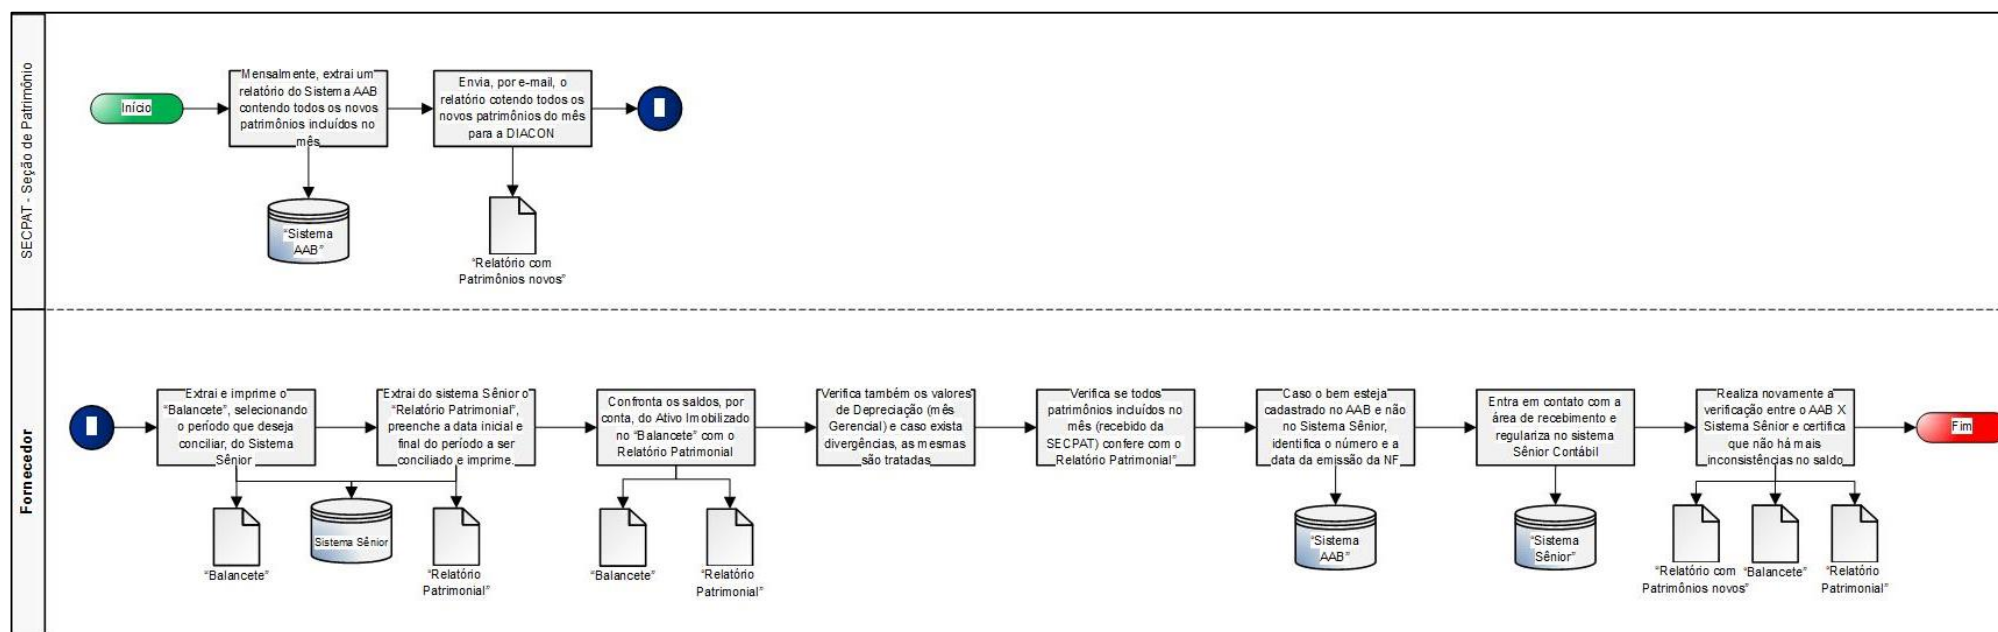 SECPAT - Seção de Patrimônio
Início
Mensalmente, extrai um
relatório do Sistema AAB
contendo todos os novos
patrimônios incluídos no
mês
Envia, por e-mail, o
relatório cotendo todos os
novos patrimônios do mês
para a DIACON
“Sistema
AAB”
“Relatório com
Patrimônios novos”
Fornecedor
Extrai e imprime o
“Balancete”, selecionando
o período que deseja
conciliar, do Sistema
Sênior
Extrai do sistema Sênior o
“Relatório Patrimonial”,
preenche a data inicial e
final do período a ser
conciliado e imprime.
Confronta os saldos, por
conta, do Ativo Imobilizado
no “Balancete” com o
Relatório Patrimonial
Verifica também os valores
de Depreciação (mês
Gerencial) e caso exista
divergências, as mesmas
são tratadas
Verifica se todos
patrimônios incluídos no
mês (recebido da
SECPAT) confere com o
Relatório Patrimonial”
Caso o bem esteja
cadastrado no AAB e não
no Sistema Sênior,
identifica o número e a
data da emissão da NF
Entra em contato com a
área de recebimento e
regulariza no sistema
Sênior Contábil
Realiza novamente a
verificação entre o AAB X
Sistema Sênior e certifica
que não há mais
inconsistências no saldo
Fim
“Balancete”
Sistema Sênior
“Relatório
Patrimonial”
“Balancete”
“Relatório
Patrimonial”
“Sistema
AAB”
“Sistema
Sênior”
“Relatório com
Patrimônios novos”
“Balancete”
“Relatório
Patrimonial”